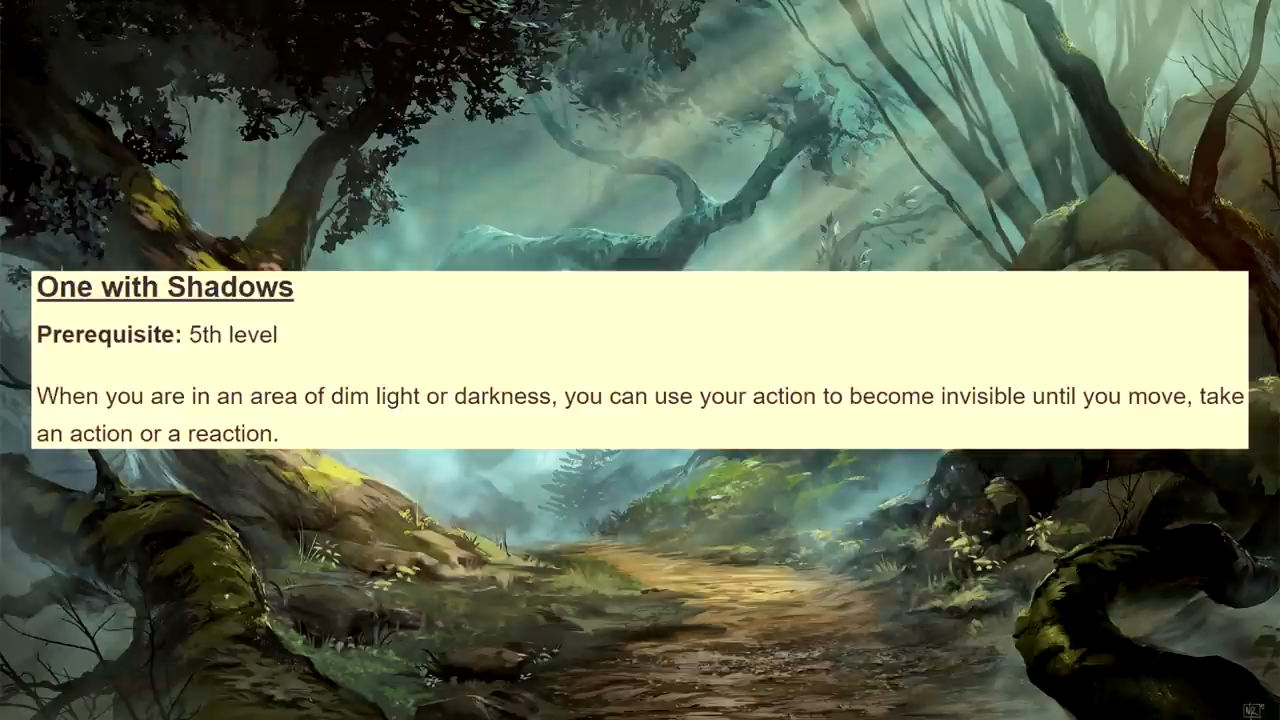 One with Shadows
Prerequisite: 5th level
When you are in an area of dim light or darkness, you can use your action to become invisible until you move, take
an action or a reaction.